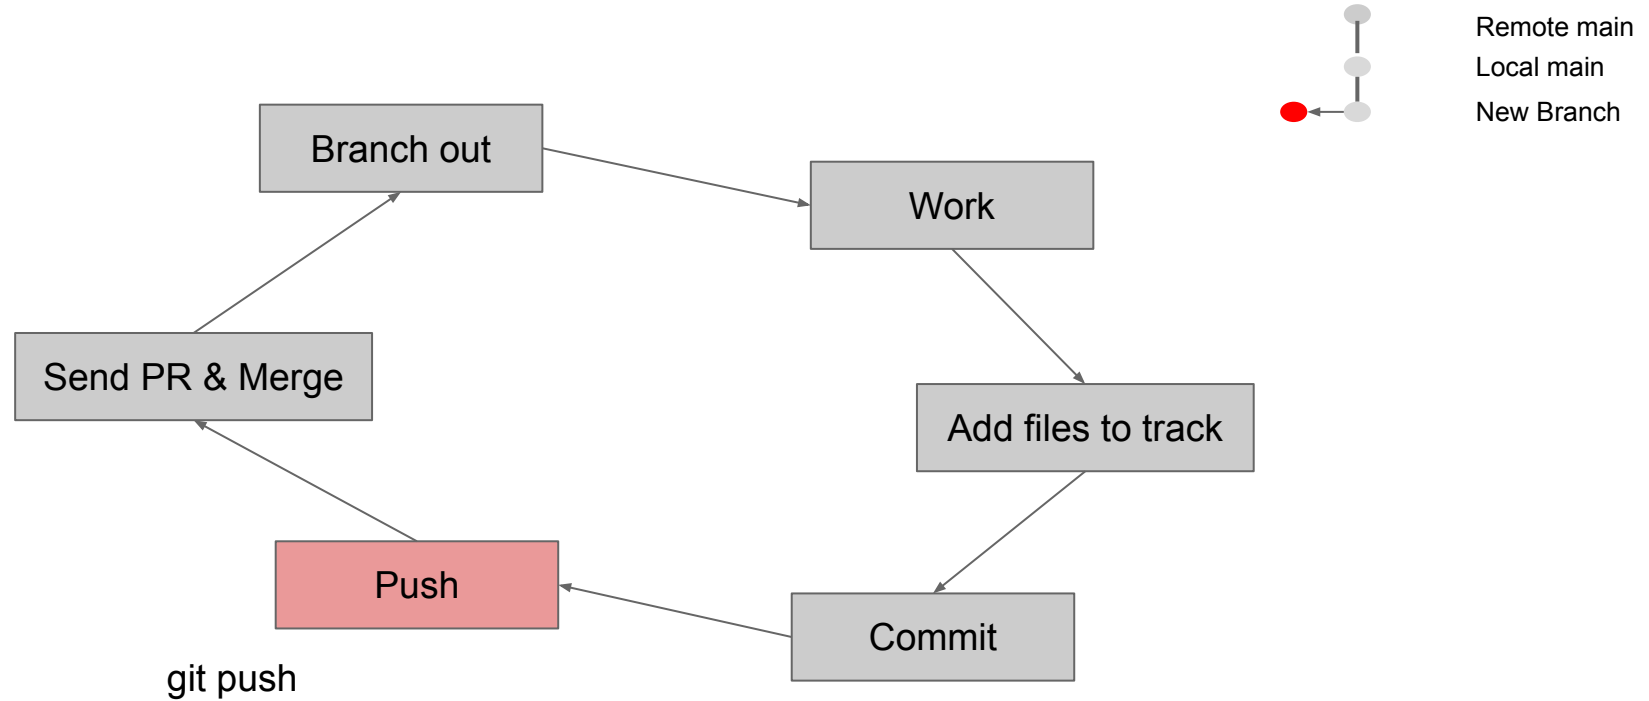 Remote main
Local main
New Branch
Branch out
Work
Send PR & Merge
Add files to track
Push
Commit
git push